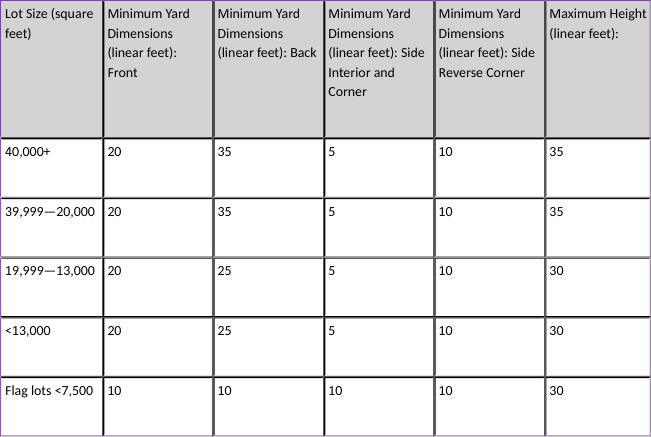 Lot Size (square
feet)
Minimum Yard
Dimensions
(linear feet):
Front
Minimum Yard
Dimensions
(linear feet): Back
Minimum Yard
Dimensions
(linear feet): Side
Interior and
Corner
Minimum Yard
Dimensions
(linear feet): Side
Reverse Corner
Maximum Height
(linear feet):
40,000+ 20 35 5 10 35
39,999—20,000 20 35 5 10 35
19,999—13,000 20 25 5 10 30
<13,000 20 25 5 10 30
Flag lots <7,500 10 10 10 10 30